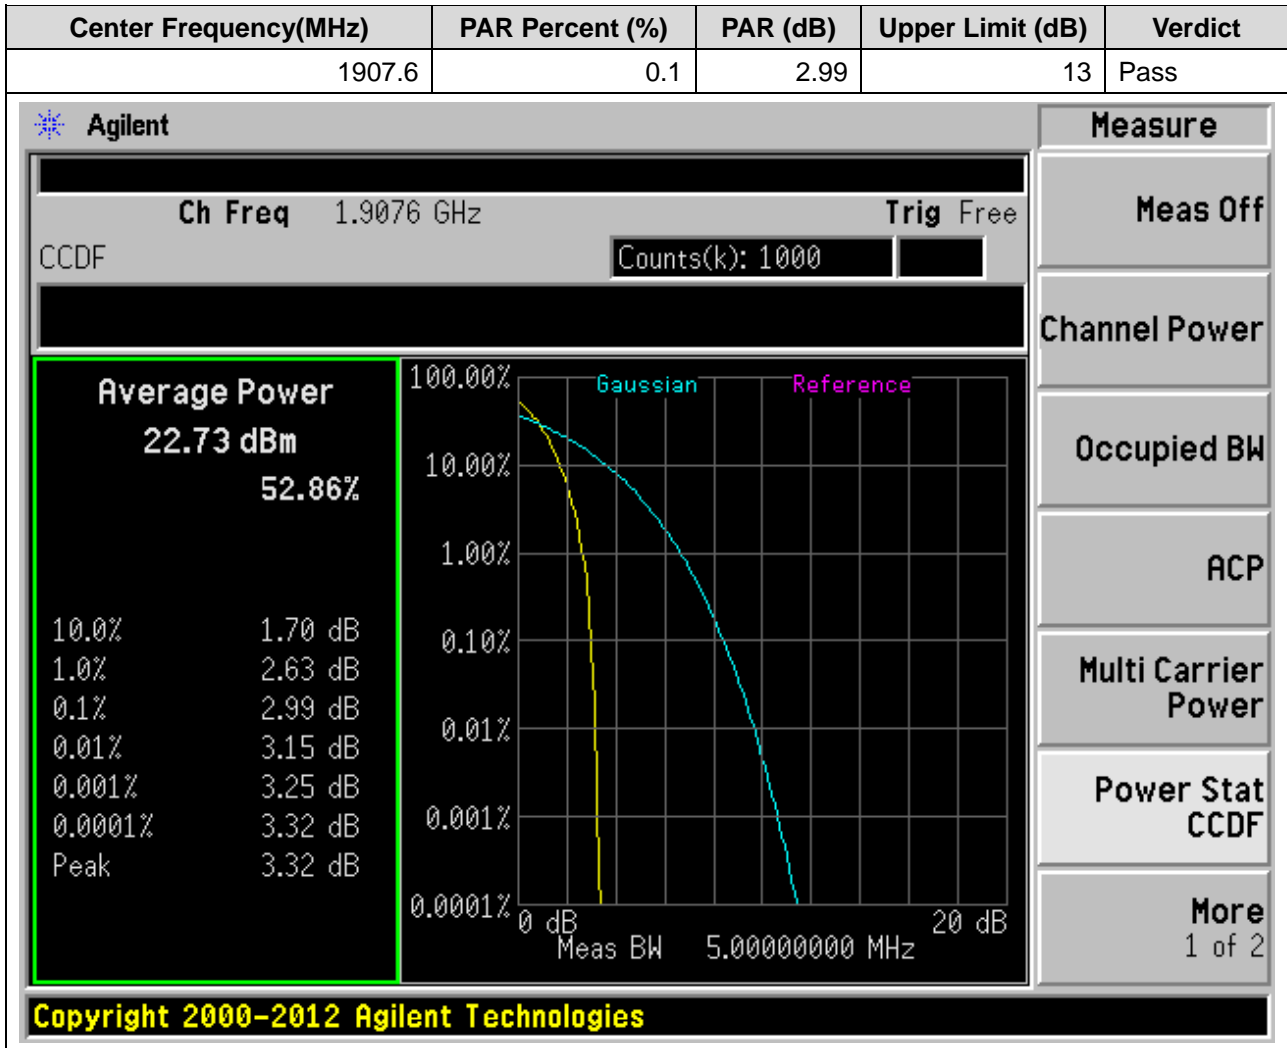 Center Frequency(MHz) PAR Percent (%) PAR (dB) Upper Limit (dB) Verdict
1907.6 0.1 2.99 13 Pass
Agilent
Measure
Ch Freq 1.9076 GHz Trig Free
CCDF Counts(k): 1000
Meas Off
Channel Power
Occupied BW
ACP
Multi Carrier
Power
Power Stat
CCDF
More
1 of 2
Average Power
22.73 dBm
52.86%
10.0% 1.70 dB
1.0% 2.63 dB
0.1% 2.99 dB
0.01% 3.15 dB
0.001% 3.25 dB
0.0001% 3.32 dB
Peak 3.32 dB
Gaussian Reference
100.00%
10.00%
1.00%
0.10%
0.01%
0.001%
0.0001%
0 dB 20 dB
Meas BW 5.00000000 MHz
Copyright 2000-2012 Agilent Technologies